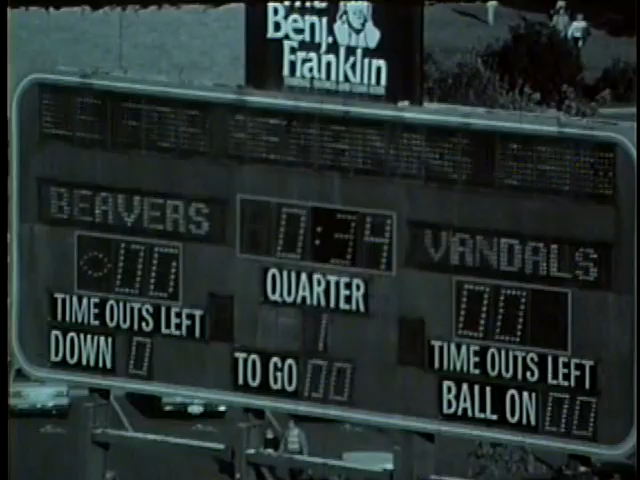 The
Benj.
Franklin
BEAVERS
0:34
VANDALS
00
QUARTER
00
TIME OUTS LEFT
1
TIME OUTS LEFT
DOWN 0
TO GO 00
BALL ON 00